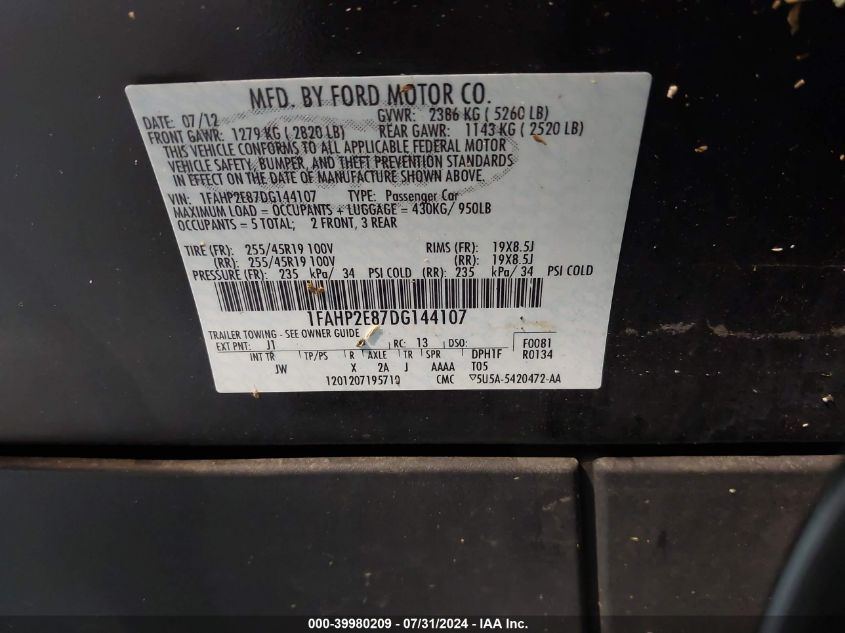 MFD. BY FORD MOTOR CO.
DATE: 07/12 GVWR: 2386 KG ( 5260 LB)
FRONT GAWR: 1279 KG ( 2820 LB) REAR GAWR: 1143 KG ( 2520 LB)
THIS VEHICLE CONFORMS TO ALL APPLICABLE FEDERAL MOTOR
VEHICLE SAFETY, BUMPER, AND THEFT PREVENTION STANDARDS
IN EFFECT ON THE DATE OF MANUFACTURE SHOWN ABOVE.
VIN: 1FAHP2E87DG144107 TYPE: Passenger Car
MAXIMUM LOAD = OCCUPANTS + LUGGAGE = 430KG/ 950LB
OCCUPANTS = 5 TOTAL; 2 FRONT, 3 REAR
TIRE (FR): 255/45R19 100V RIMS (FR): 19X8.5J
(RR): 255/45R19 100V (RR): 19X8.5J
PRESSURE (FR): 235 kPa/ 34 PSI COLD (RR): 235 kPa/ 34 PSI COLD
1FAHP2E87DG144107
TRAILER TOWING - SEE OWNER GUIDE
EXT PNT: J1 RC: 13 DSO: F0081
INT TR TP/PS R AXLE TR SPR DPH1F R0134
JW X 2A J AAAA T05
1201207195710 CMC ▽5U5A-5420472-AA
000-39980209 - 07/31/2024 - IAA Inc.